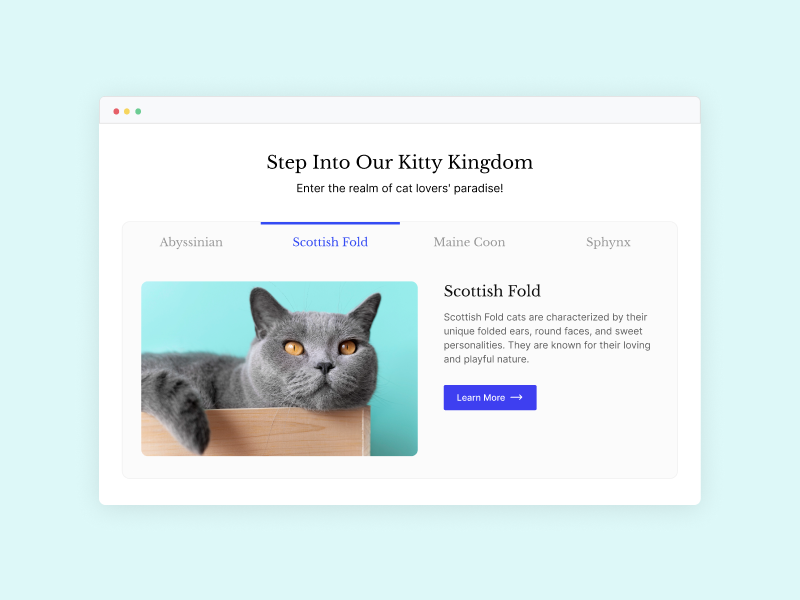 Step Into Our Kitty Kingdom
Enter the realm of cat lovers' paradise!
Abyssinian
Scottish Fold
Maine Coon
Sphynx
Scottish Fold
Scottish Fold cats are characterized by their
unique folded ears, round faces, and sweet
personalities. They are known for their loving
and playful nature.
Learn More →